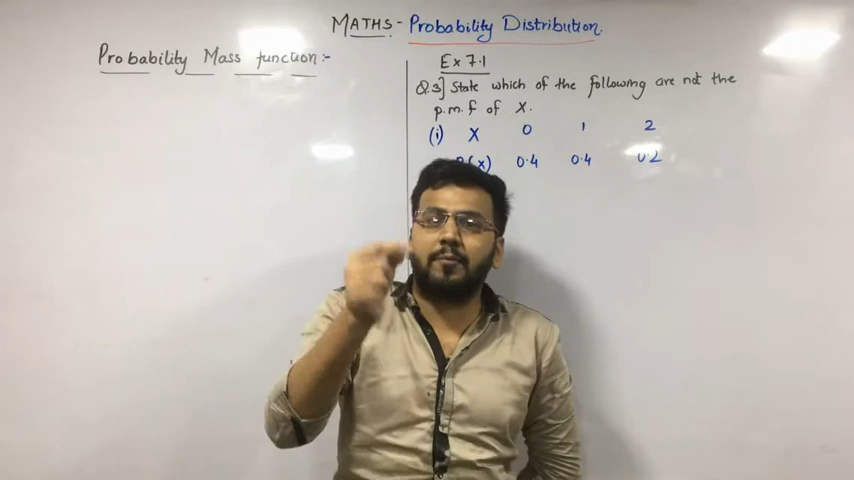 MATHS- Probability Distribution.
Probability Mass function:-
Ex 7.1
Q.3] State which of the following are not the
p.m.f of X.
(i) X 0 1 2
P(x) 0.4 0.4 0.2